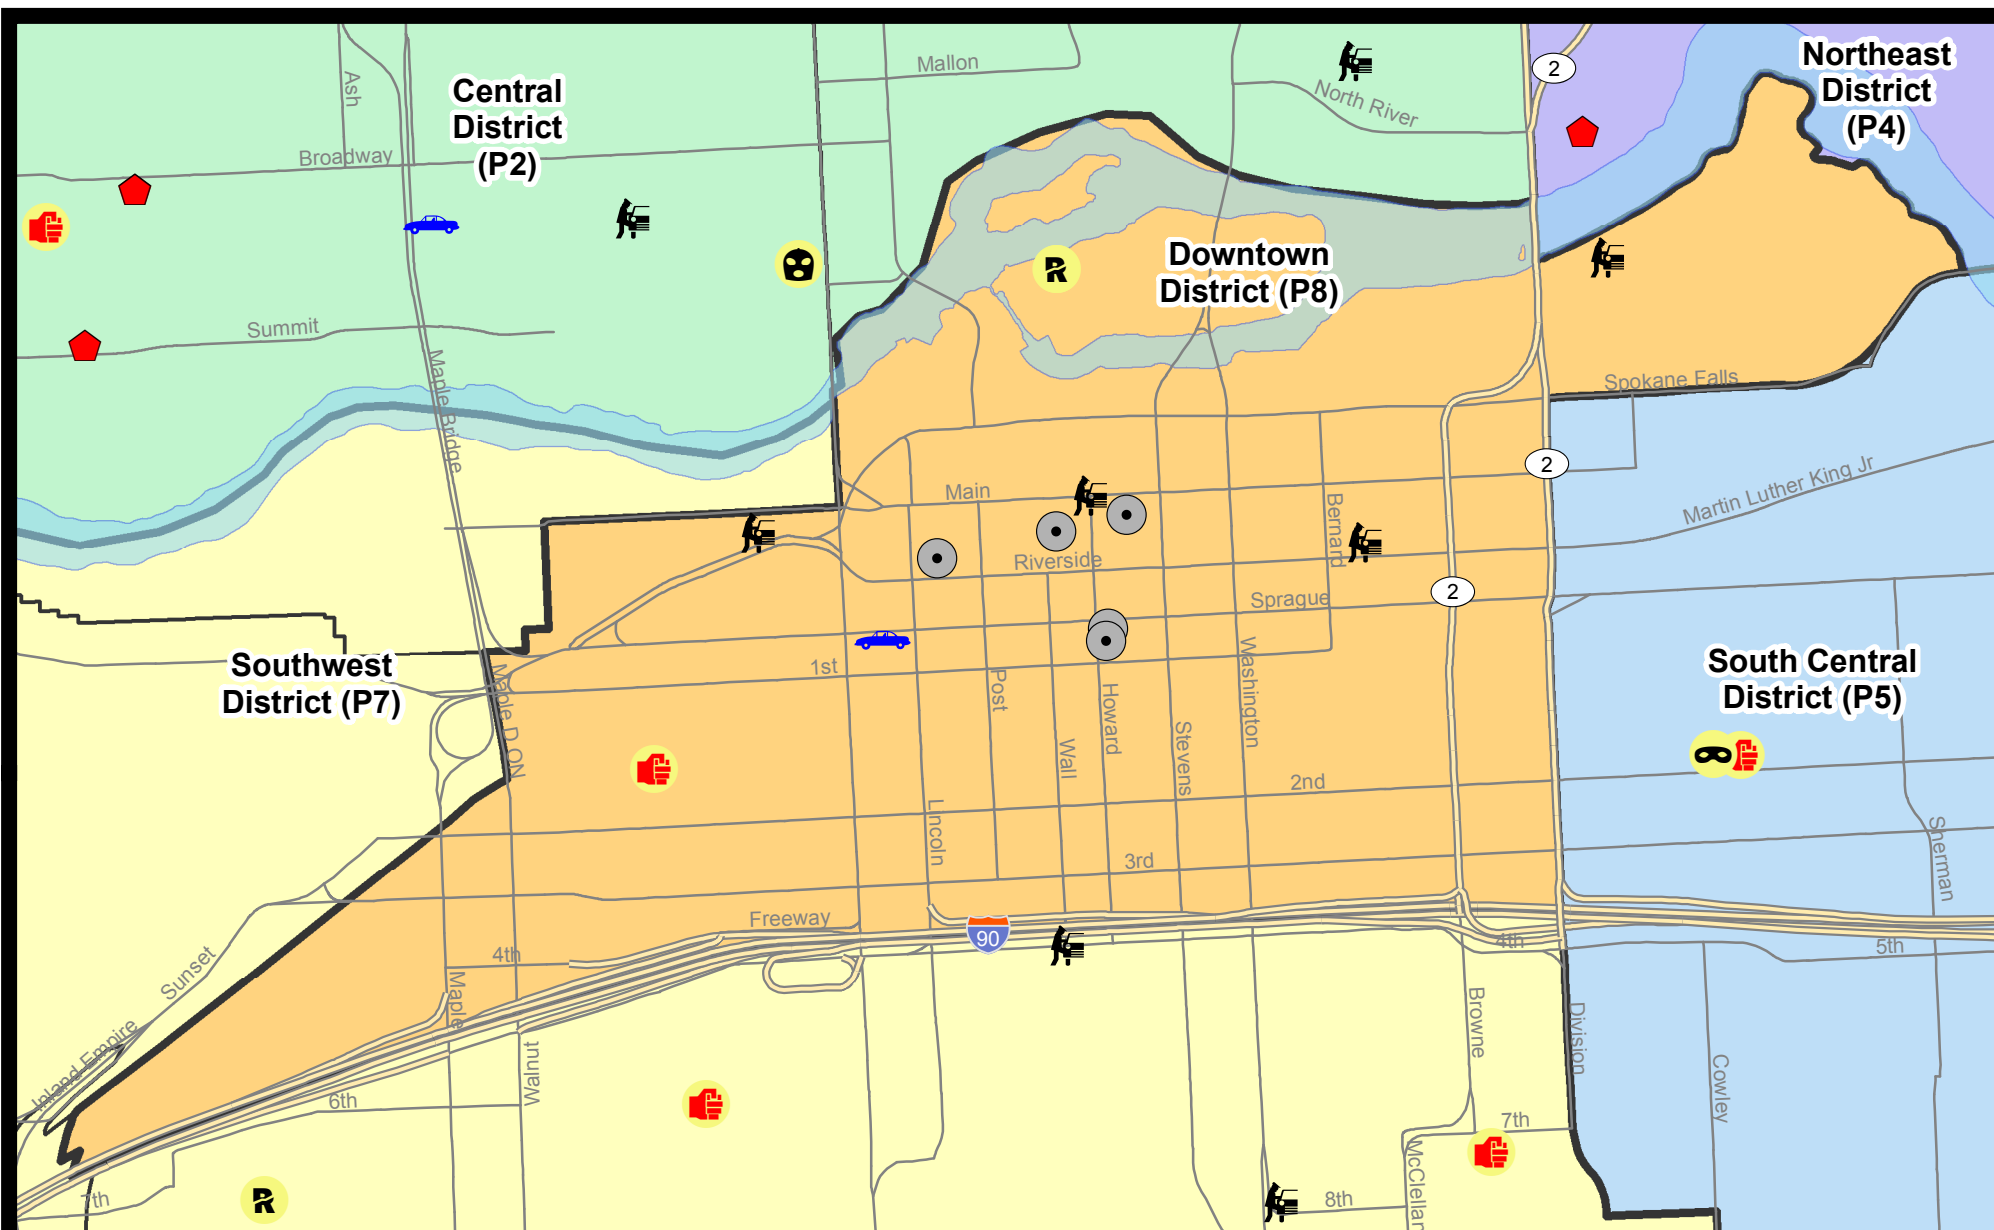 Mallon
Ash
Central
District
(P2)
North River
2
Northeast
District
(P4)
Broadway
R
Downtown
District (P8)
Summit
Maple Bridge
Spokane Falls
2
Main
Bernard
Martin Luther King Jr
Riverside
2
Sprague
Southwest
District (P7)
1st
Maple D ON
Post
Howard
Washington
Wall
Stevens
South Central
District (P5)
2nd
Lincoln
3rd
Sherman
Freeway
90
4th
4th
5th
Sunset
Maple
Inland Empire
Walnut
6th
Browne
Division
Cowley
7th
McClellan
7th
R
8th